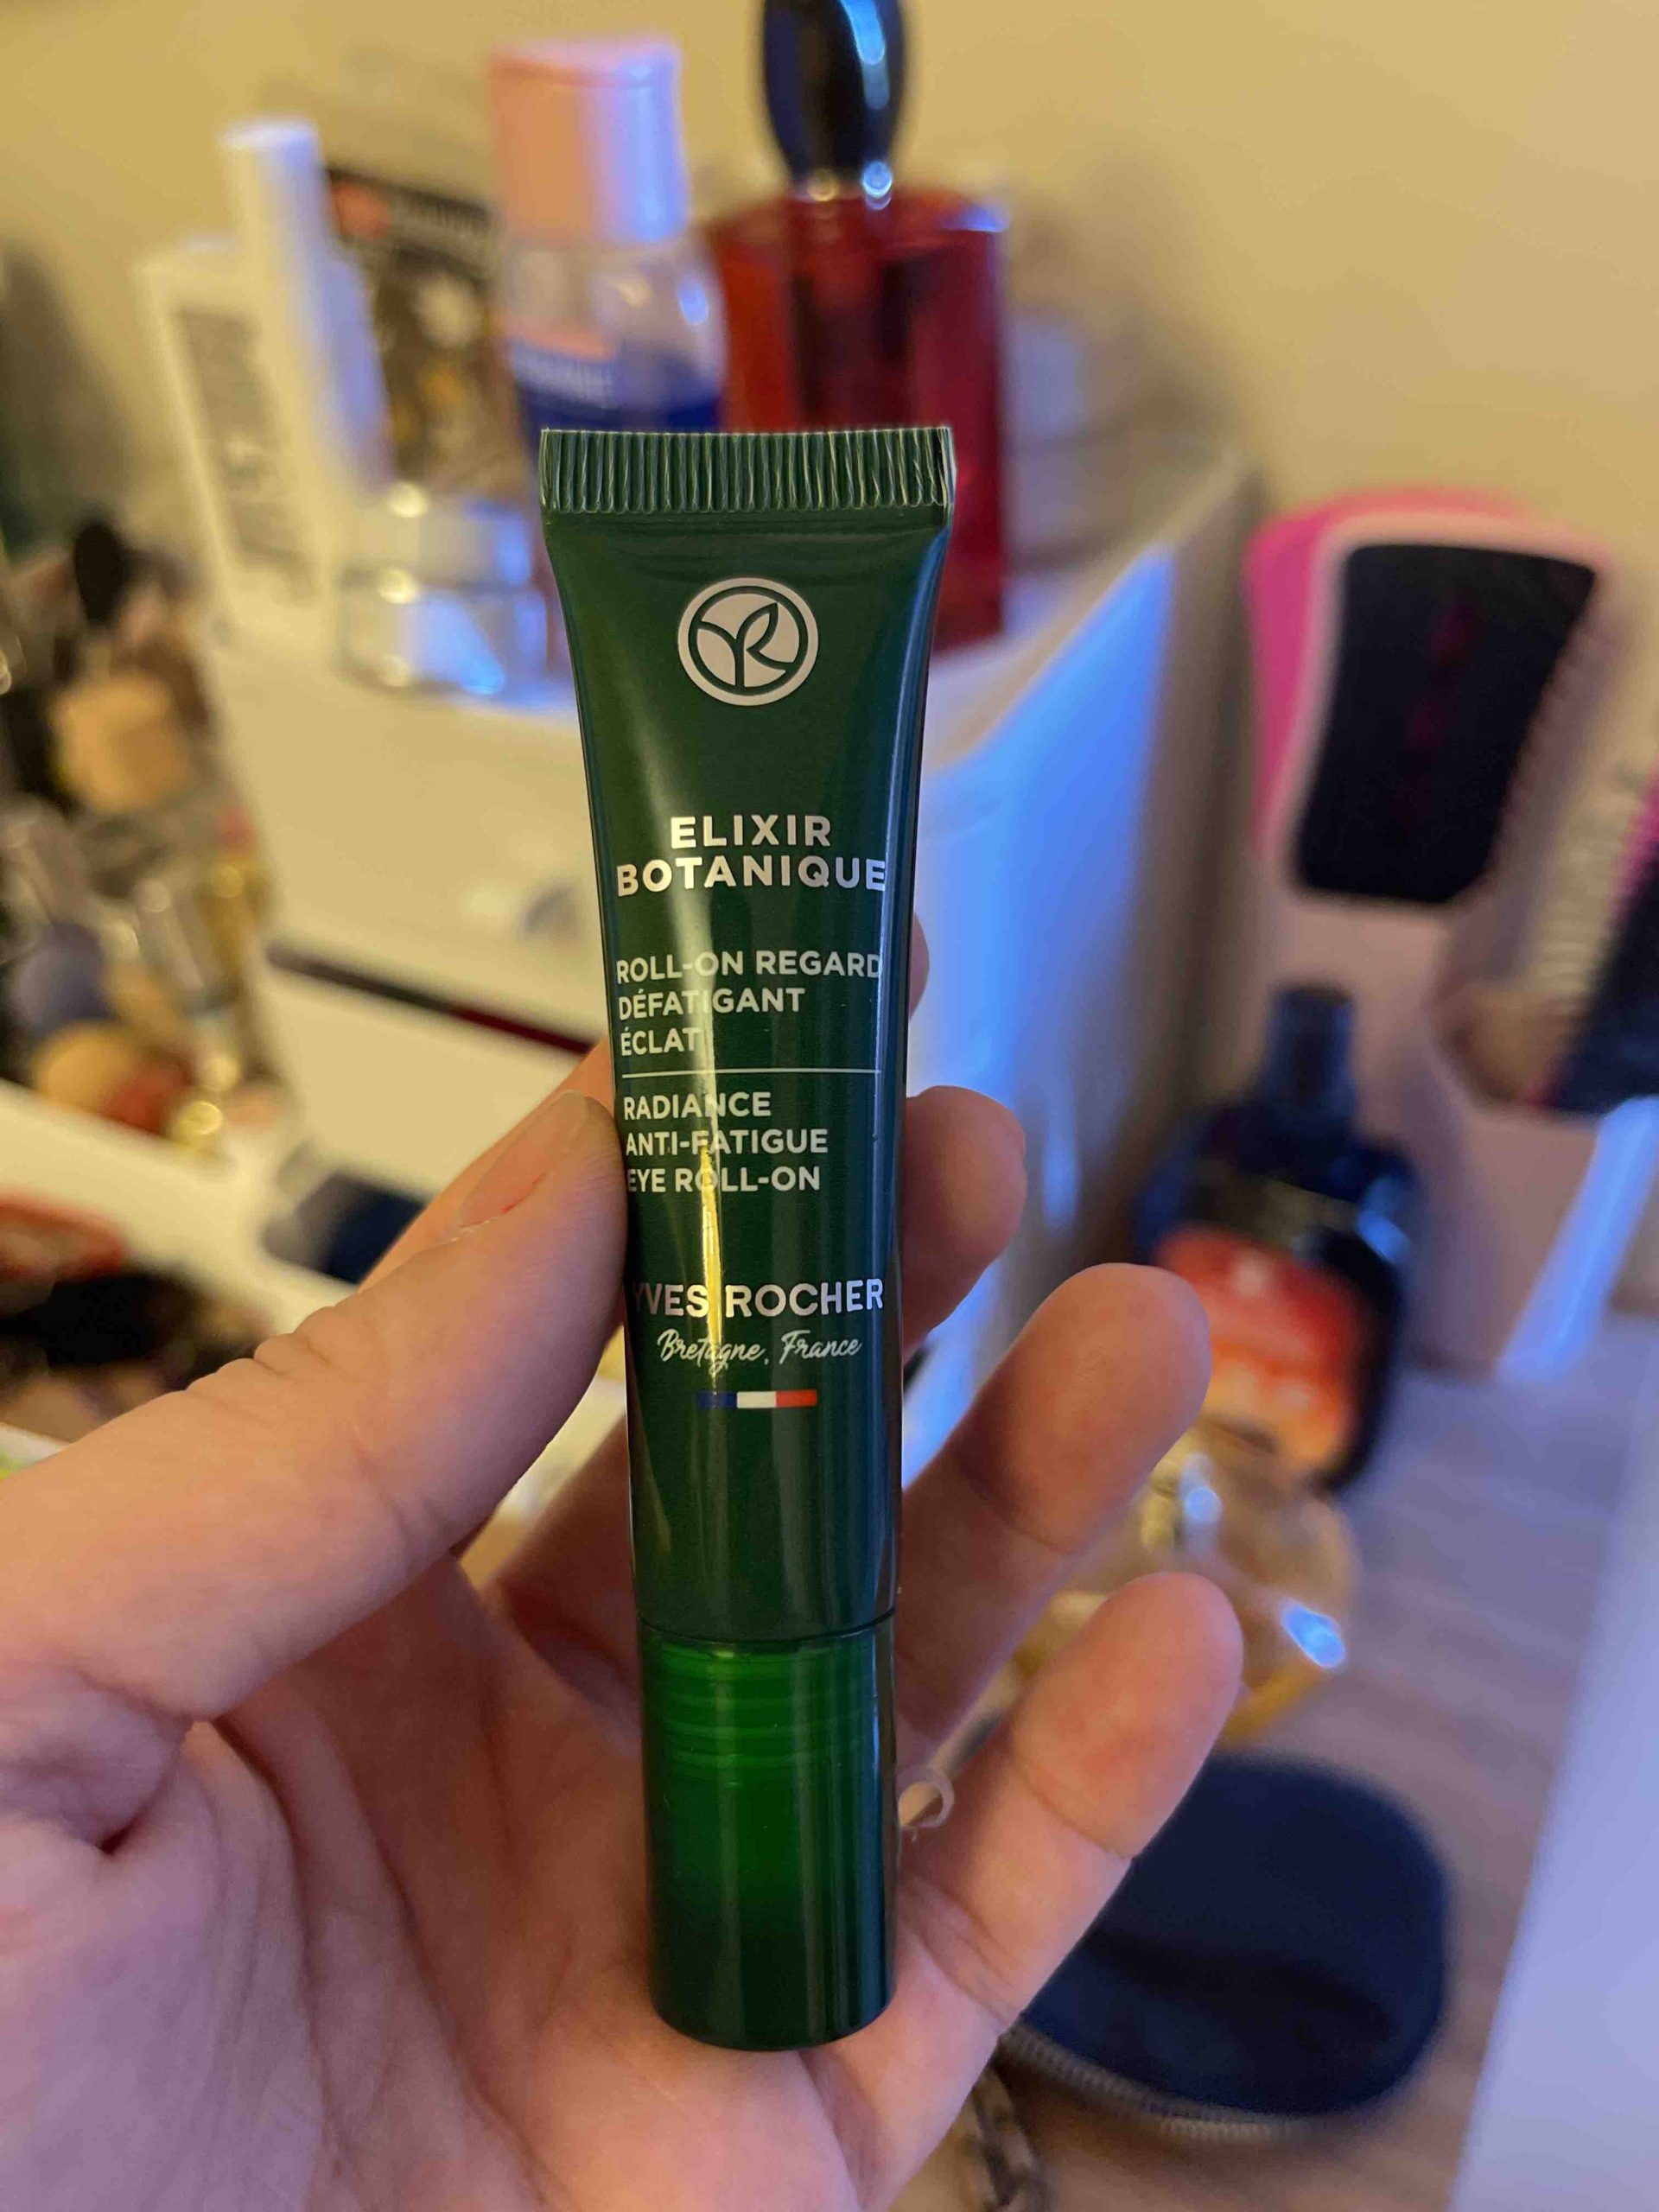 ELIXIR
BOTANIQUE
ROLL-ON REGARD
DÉFATIGANT
ÉCLAT
RADIANCE
ANTI-FATIGUE
EYE ROLL-ON
YVES ROCHER
Bretagne, France